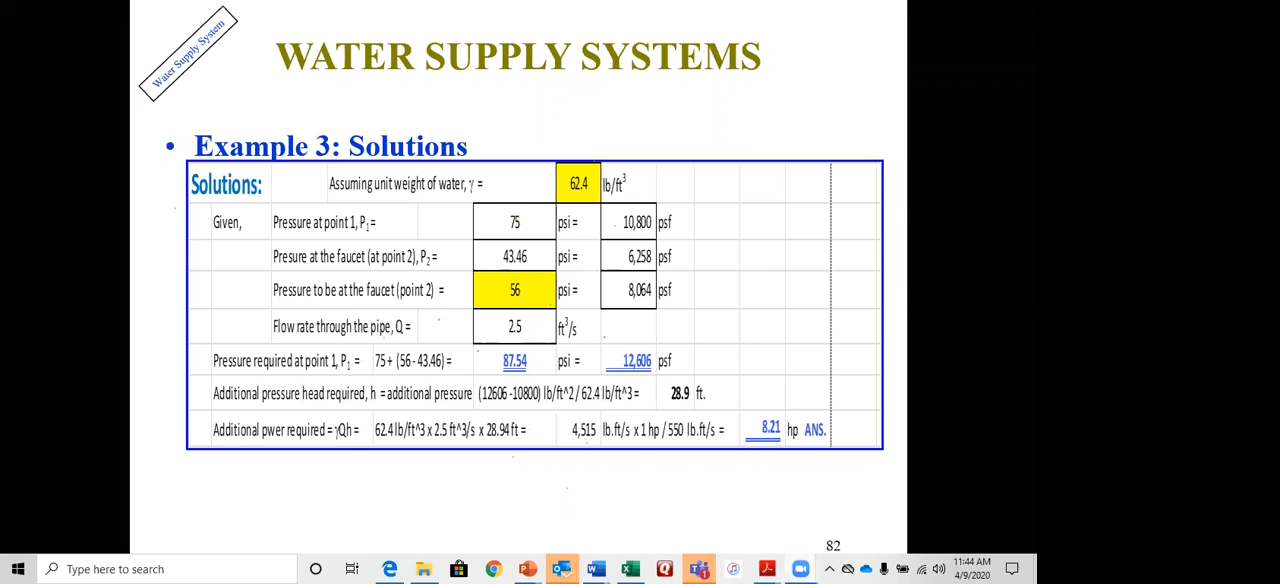 Water Supply System
WATER SUPPLY SYSTEMS
• Example 3: Solutions
Solutions: Assuming unit weight of water, γ = 62.4 lb/ft³
Given, Pressure at point 1, P₁ = 75 psi = 10,800 psf
Presure at the faucet (at point 2), P₂ = 43.46 psi = 6,258 psf
Pressure to be at the faucet (point 2) = 56 psi = 8,064 psf
Flow rate through the pipe, Q = 2.5 ft³/s
Pressure required at point 1, P₁ = 75 + (56 - 43.46) = 87.54 psi = 12,606 psf
Additional pressure head required, h = additional pressure (12606 -10800) lb/ft^2 / 62.4 lb/ft^3 = 28.9 ft.
Additional pwer required = γQh = 62.4 lb/ft^3 x 2.5 ft^3/s x 28.94 ft = 4,515 lb.ft/s x 1 hp / 550 lb.ft/s = 8.21 hp ANS.
82
Type here to search
11:44 AM
4/9/2020